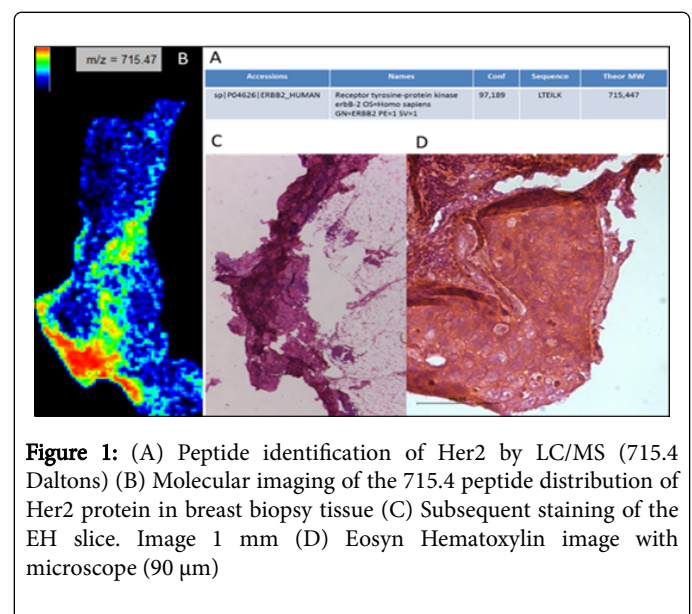 m/z = 715.47
B
A
Accessions Names Conf Sequence Theor MW
sp|P04626|ERBB2_HUMAN Receptor tyrosine-protein kinase 97,189 LTEILK 715,447
erbB-2 OS=Homo sapiens
GN=ERBB2 PE=1 SV=1
C
D
Figure 1: (A) Peptide identification of Her2 by LC/MS (715.4
Daltons) (B) Molecular imaging of the 715.4 peptide distribution of
Her2 protein in breast biopsy tissue (C) Subsequent staining of the
EH slice. Image 1 mm (D) Eosyn Hematoxylin image with
microscope (90 μm)